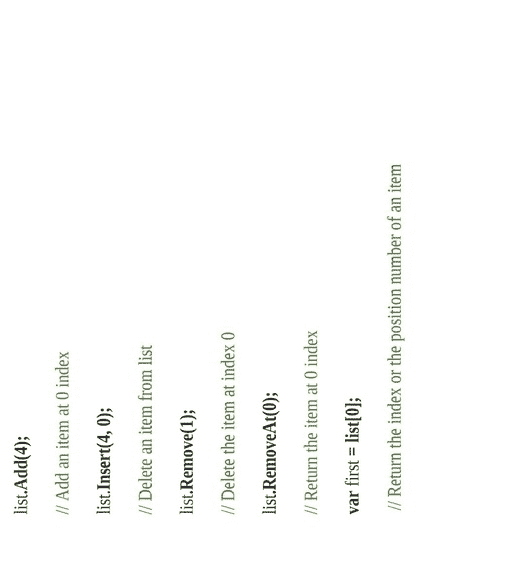 list.Add(4);
// Add an item at 0 index
list.Insert(4, 0);
// Delete an item from list
list.Remove(1);
// Delete the item at index 0
list.RemoveAt(0);
// Return the item at 0 index
var first = list[0];
// Return the index or the position number of an item